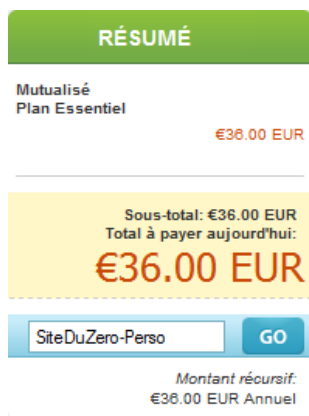 RÉSUMÉ
Mutualisé
Plan Essentiel
€36.00 EUR
Sous-total: €36.00 EUR
Total à payer aujourd'hui:
€36.00 EUR
SiteDuZero-Perso GO
Montant récursif:
€36.00 EUR Annuel